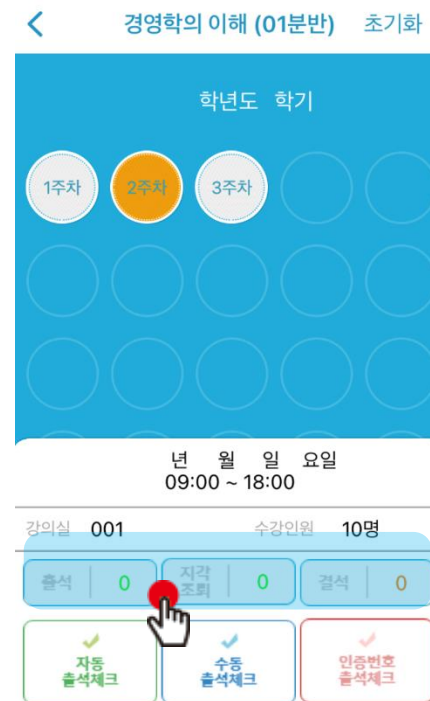 경영학의 이해 (01분반) 초기화
학년도 학기
1주차 2주차 3주차
년 월 일 요일
09:00 ~ 18:00
강의실 001 수강인원 10명
출석 0 지각 0 결석 0
조퇴
자동 수동 인증번호
출석체크 출석체크 출석체크